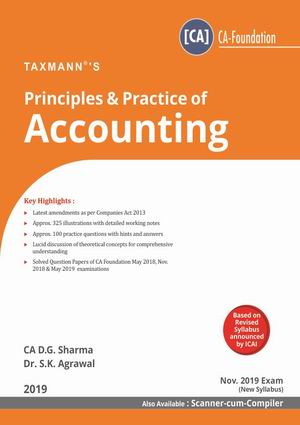 [CA] CA-Foundation
TAXMANN®'S
Principles & Practice of
Accounting
Key Highlights :
Latest amendments as per Companies Act 2013
Approx. 325 illustrations with detailed working notes
Approx. 100 practice questions with hints and answers
Lucid discussion of theoretical concepts for comprehensive
understanding
Solved Question Papers of CA Foundation May 2018, Nov.
2018 & May 2019 examinations
Based on
Revised
Syllabus
announced
by ICAI
CA D.G. Sharma
Dr. S.K. Agrawal
2019
Nov. 2019 Exam
(New Syllabus)
Also Available : Scanner-cum-Compiler